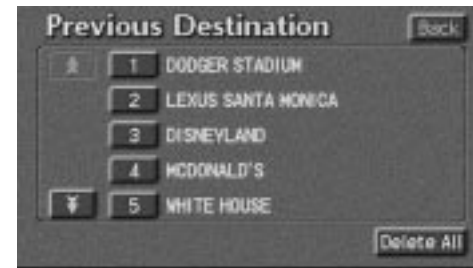 Previous Destination Back
1 DODGER STADIUM
2 LEXUS SANTA MONICA
3 DISNEYLAND
4 MCDONALD'S
5 WHITE HOUSE
Delete All